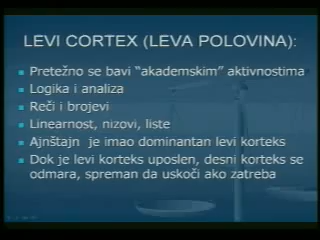 LEVI CORTEX (LEVA POLOVINA):
Pretežno se bavi “akademskim” aktivnostima
Logika i analiza
Reči i brojevi
Linearnost, nizovi, liste
Ajnštajn je imao dominantan levi korteks
Dok je levi korteks uposlen, desni korteks se
odmara, spreman da uskoči ako zatreba